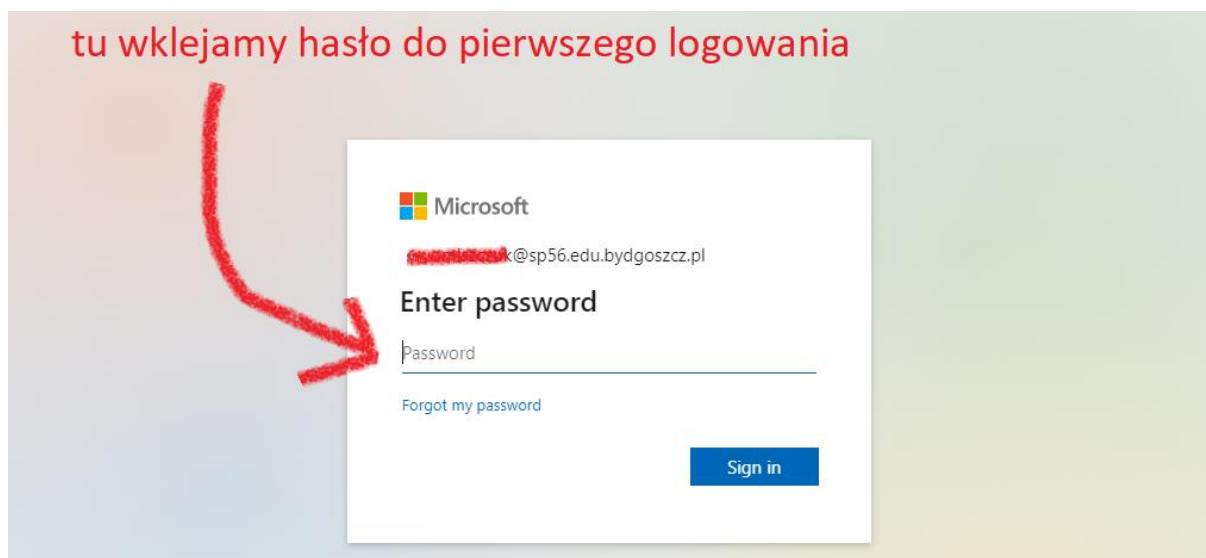 tu wklejamy hasło do pierwszego logowania
Microsoft
@sp56.edu.bydgoszcz.pl
Enter password
Password
Forgot my password
Sign in